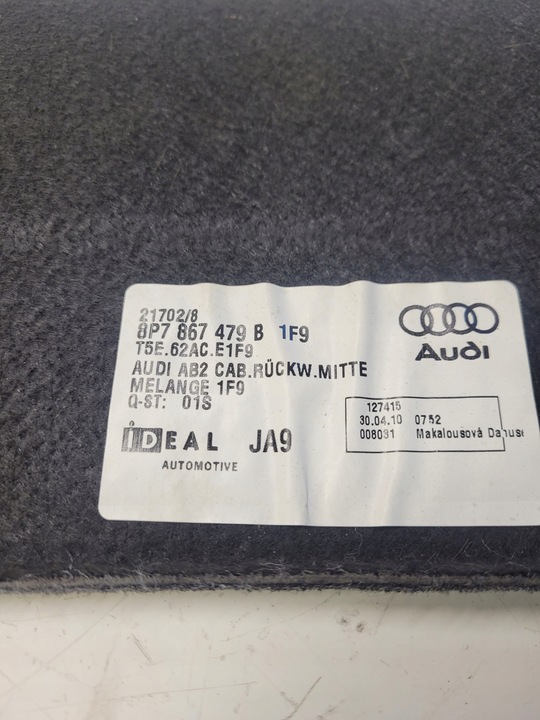 21702/8
8P7 867 479 B 1F9
T5E.62AC.E1F9
AUDI AB2 CAB.RÜCKW.MITTE
MELANGE 1F9
Q-ST: 01S
IDEAL JA9
AUTOMOTIVE
Audi
127415
30.04.10 0752
008031 Makalousová Danuse